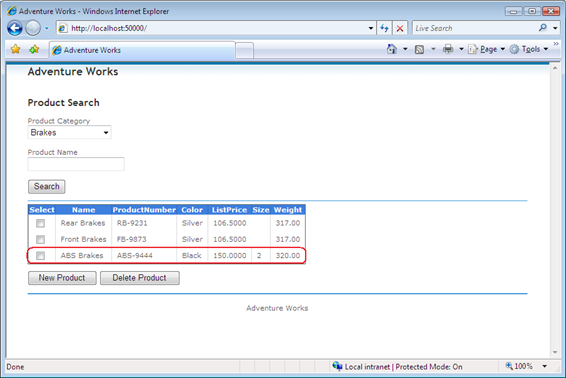 Adventure Works - Windows Internet Explorer
http://localhost:50000/
Live Search
Adventure Works
Page Tools
Adventure Works
Product Search
Product Category
Brakes
Product Name
Search
Select Name ProductNumber Color ListPrice Size Weight
Rear Brakes RB-9231 Silver 106.5000 317.00
Front Brakes FB-9873 Silver 106.5000 317.00
ABS Brakes ABS-9444 Black 150.0000 2 320.00
New Product Delete Product
Adventure Works
Done Local intranet | Protected Mode: On 100%